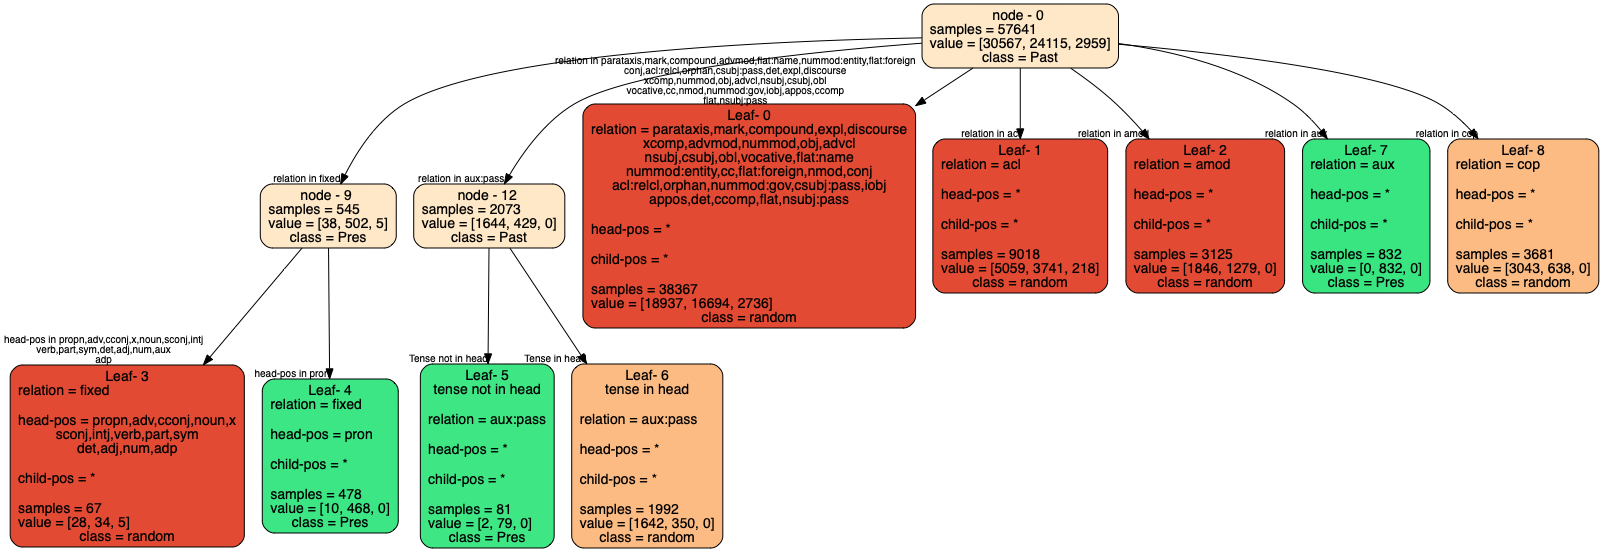 node - 0
samples = 57641
value = [30567, 24115, 2959]
class = Past
relation in parataxis,mark,compound,advmod,flat:name,nummod:entity,flat:foreign
conj,acl:relcl,orphan,csubj:pass,det,expl,discourse
xcomp,nummod,obj,advcl,nsubj,csubj,obl
vocative,cc,nmod,nummod:gov,iobj,appos,ccomp
flat,nsubj:pass
Leaf- 0
relation = parataxis,mark,compound,expl,discourse
xcomp,advmod,nummod,obj,advcl
nsubj,csubj,obl,vocative,flat:name
nummod:entity,cc,flat:foreign,nmod,conj
acl:relcl,orphan,nummod:gov,csubj:pass,iobj
appos,det,ccomp,flat,nsubj:pass
head-pos = *
child-pos = *
samples = 38367
value = [18937, 16694, 2736]
class = random
relation in acl
Leaf- 1
relation = acl
head-pos = *
child-pos = *
samples = 9018
value = [5059, 3741, 218]
class = random
relation in amod
Leaf- 2
relation = amod
head-pos = *
child-pos = *
samples = 3125
value = [1846, 1279, 0]
class = random
relation in aux
Leaf- 7
relation = aux
head-pos = *
child-pos = *
samples = 832
value = [0, 832, 0]
class = Pres
relation in cop
Leaf- 8
relation = cop
head-pos = *
child-pos = *
samples = 3681
value = [3043, 638, 0]
class = random
relation in fixed
node - 9
samples = 545
value = [38, 502, 5]
class = Pres
relation in aux:pass
node - 12
samples = 2073
value = [1644, 429, 0]
class = Past
head-pos in propn,adv,cconj,x,noun,sconj,intj
verb,part,sym,det,adj,num,aux
adp
Leaf- 3
relation = fixed
head-pos = propn,adv,cconj,noun,x
sconj,intj,verb,part,sym
det,adj,num,adp
child-pos = *
samples = 67
value = [28, 34, 5]
class = random
head-pos in pron
Leaf- 4
relation = fixed
head-pos = pron
child-pos = *
samples = 478
value = [10, 468, 0]
class = Pres
Tense not in head
Leaf- 5
tense not in head
relation = aux:pass
head-pos = *
child-pos = *
samples = 81
value = [2, 79, 0]
class = Pres
Tense in head
Leaf- 6
tense in head
relation = aux:pass
head-pos = *
child-pos = *
samples = 1992
value = [1642, 350, 0]
class = random